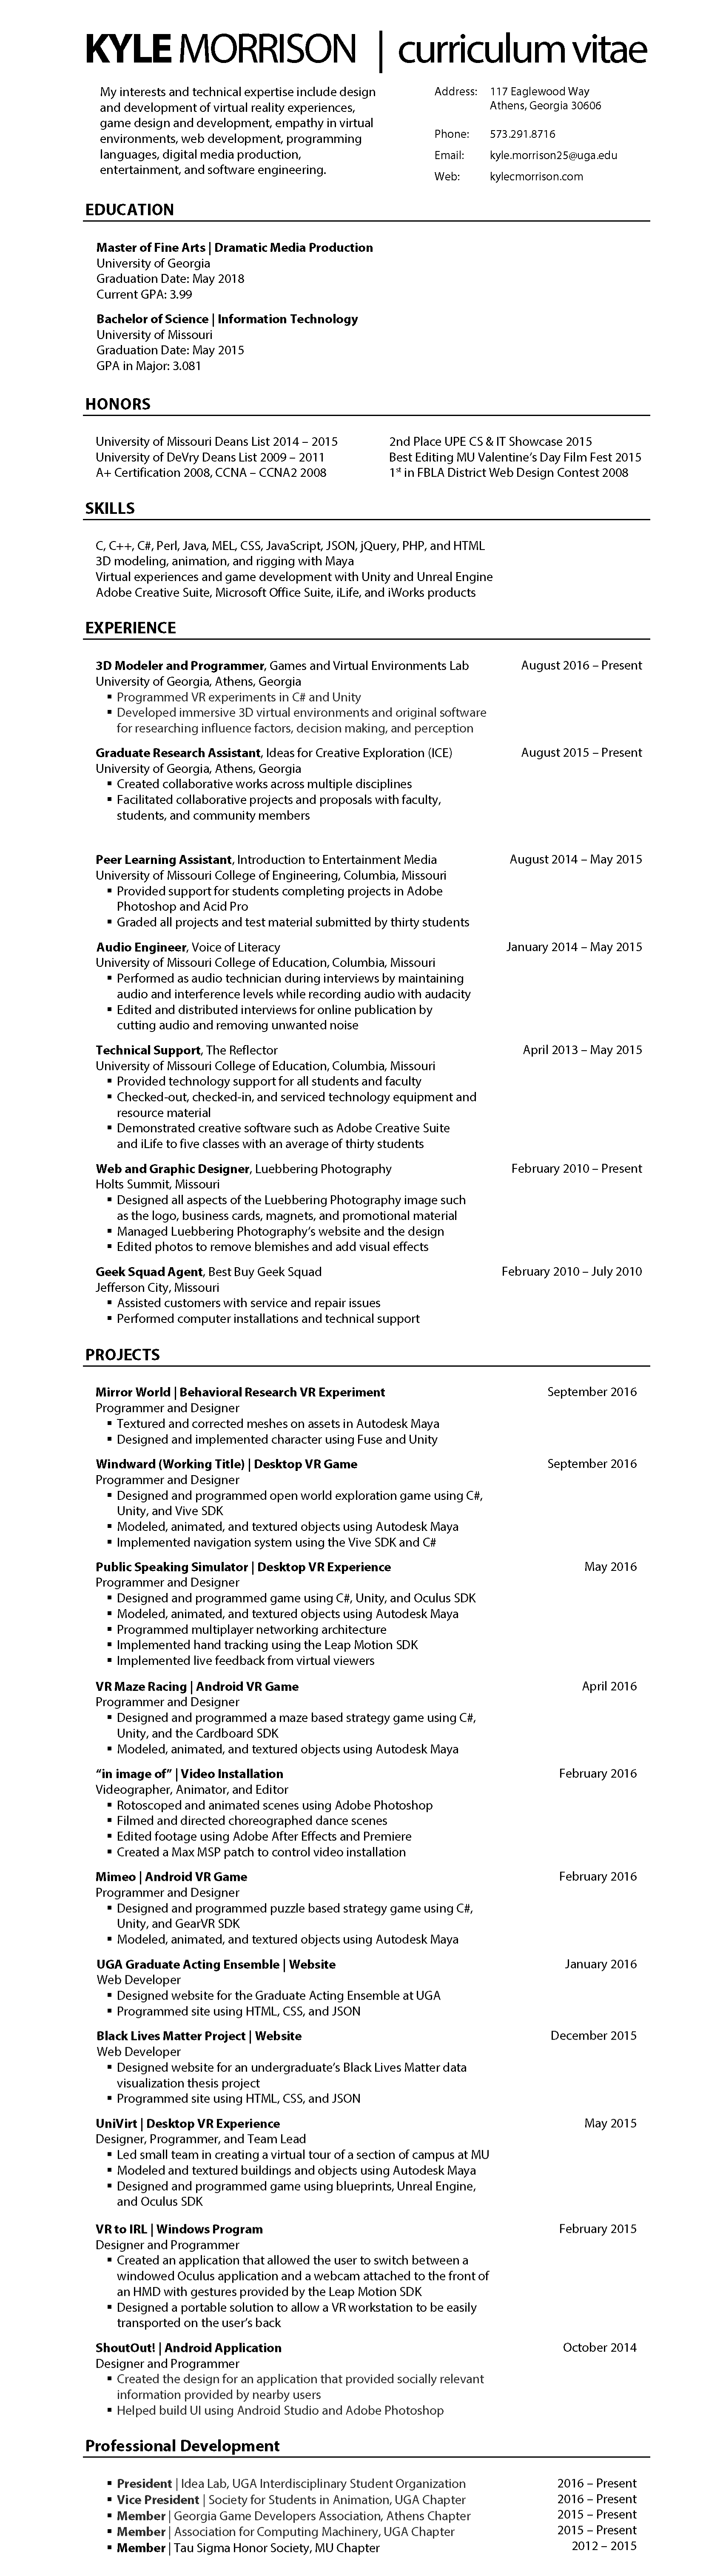 KYLE MORRISON | curriculum vitae
My interests and technical expertise include design
and development of virtual reality experiences,
game design and development, empathy in virtual
environments, web development, programming
languages, digital media production,
entertainment, and software engineering.
Address: 117 Eaglewood Way
Athens, Georgia 30606
Phone: 573.291.8716
Email: kyle.morrison25@uga.edu
Web: kylecmorrison.com
EDUCATION
Master of Fine Arts | Dramatic Media Production
University of Georgia
Graduation Date: May 2018
Current GPA: 3.99
Bachelor of Science | Information Technology
University of Missouri
Graduation Date: May 2015
GPA in Major: 3.081
HONORS
University of Missouri Deans List 2014 – 2015
University of DeVry Deans List 2009 – 2011
A+ Certification 2008, CCNA – CCNA2 2008
2nd Place UPE CS & IT Showcase 2015
Best Editing MU Valentine's Day Film Fest 2015
1st in FBLA District Web Design Contest 2008
SKILLS
C, C++, C#, Perl, Java, MEL, CSS, JavaScript, JSON, jQuery, PHP, and HTML
3D modeling, animation, and rigging with Maya
Virtual experiences and game development with Unity and Unreal Engine
Adobe Creative Suite, Microsoft Office Suite, iLife, and iWorks products
EXPERIENCE
3D Modeler and Programmer, Games and Virtual Environments Lab August 2016 – Present
University of Georgia, Athens, Georgia
▪ Programmed VR experiments in C# and Unity
▪ Developed immersive 3D virtual environments and original software
for researching influence factors, decision making, and perception
Graduate Research Assistant, Ideas for Creative Exploration (ICE) August 2015 – Present
University of Georgia, Athens, Georgia
▪ Created collaborative works across multiple disciplines
▪ Facilitated collaborative projects and proposals with faculty,
students, and community members
Peer Learning Assistant, Introduction to Entertainment Media August 2014 – May 2015
University of Missouri College of Engineering, Columbia, Missouri
▪ Provided support for students completing projects in Adobe
Photoshop and Acid Pro
▪ Graded all projects and test material submitted by thirty students
Audio Engineer, Voice of Literacy January 2014 – May 2015
University of Missouri College of Education, Columbia, Missouri
▪ Performed as audio technician during interviews by maintaining
audio and interference levels while recording audio with audacity
▪ Edited and distributed interviews for online publication by
cutting audio and removing unwanted noise
Technical Support, The Reflector April 2013 – May 2015
University of Missouri College of Education, Columbia, Missouri
▪ Provided technology support for all students and faculty
▪ Checked-out, checked-in, and serviced technology equipment and
resource material
▪ Demonstrated creative software such as Adobe Creative Suite
and iLife to five classes with an average of thirty students
Web and Graphic Designer, Luebbering Photography February 2010 – Present
Holts Summit, Missouri
▪ Designed all aspects of the Luebbering Photography image such
as the logo, business cards, magnets, and promotional material
▪ Managed Luebbering Photography's website and the design
▪ Edited photos to remove blemishes and add visual effects
Geek Squad Agent, Best Buy Geek Squad February 2010 – July 2010
Jefferson City, Missouri
▪ Assisted customers with service and repair issues
▪ Performed computer installations and technical support
PROJECTS
Mirror World | Behavioral Research VR Experiment September 2016
Programmer and Designer
▪ Textured and corrected meshes on assets in Autodesk Maya
▪ Designed and implemented character using Fuse and Unity
Windward (Working Title) | Desktop VR Game September 2016
Programmer and Designer
▪ Designed and programmed open world exploration game using C#,
Unity, and Vive SDK
▪ Modeled, animated, and textured objects using Autodesk Maya
▪ Implemented navigation system using the Vive SDK and C#
Public Speaking Simulator | Desktop VR Experience May 2016
Programmer and Designer
▪ Designed and programmed game using C#, Unity, and Oculus SDK
▪ Modeled, animated, and textured objects using Autodesk Maya
▪ Programmed multiplayer networking architecture
▪ Implemented hand tracking using the Leap Motion SDK
▪ Implemented live feedback from virtual viewers
VR Maze Racing | Android VR Game April 2016
Programmer and Designer
▪ Designed and programmed a maze based strategy game using C#,
Unity, and the Cardboard SDK
▪ Modeled, animated, and textured objects using Autodesk Maya
"in image of" | Video Installation February 2016
Videographer, Animator, and Editor
▪ Rotoscoped and animated scenes using Adobe Photoshop
▪ Filmed and directed choreographed dance scenes
▪ Edited footage using Adobe After Effects and Premiere
▪ Created a Max MSP patch to control video installation
Mimeo | Android VR Game February 2016
Programmer and Designer
▪ Designed and programmed puzzle based strategy game using C#,
Unity, and GearVR SDK
▪ Modeled, animated, and textured objects using Autodesk Maya
UGA Graduate Acting Ensemble | Website January 2016
Web Developer
▪ Designed website for the Graduate Acting Ensemble at UGA
▪ Programmed site using HTML, CSS, and JSON
Black Lives Matter Project | Website December 2015
Web Developer
▪ Designed website for an undergraduate's Black Lives Matter data
visualization thesis project
▪ Programmed site using HTML, CSS, and JSON
UniVirt | Desktop VR Experience May 2015
Designer, Programmer, and Team Lead
▪ Led small team in creating a virtual tour of a section of campus at MU
▪ Modeled and textured buildings and objects using Autodesk Maya
▪ Designed and programmed game using blueprints, Unreal Engine,
and Oculus SDK
VR to IRL | Windows Program February 2015
Designer and Programmer
▪ Created an application that allowed the user to switch between a
windowed Oculus application and a webcam attached to the front of
an HMD with gestures provided by the Leap Motion SDK
▪ Designed a portable solution to allow a VR workstation to be easily
transported on the user's back
ShoutOut! | Android Application October 2014
Designer and Programmer
▪ Created the design for an application that provided socially relevant
information provided by nearby users
▪ Helped build UI using Android Studio and Adobe Photoshop
Professional Development
▪ President | Idea Lab, UGA Interdisciplinary Student Organization 2016 – Present
▪ Vice President | Society for Students in Animation, UGA Chapter 2016 – Present
▪ Member | Georgia Game Developers Association, Athens Chapter 2015 – Present
▪ Member | Association for Computing Machinery, UGA Chapter 2015 – Present
▪ Member | Tau Sigma Honor Society, MU Chapter 2012 – 2015